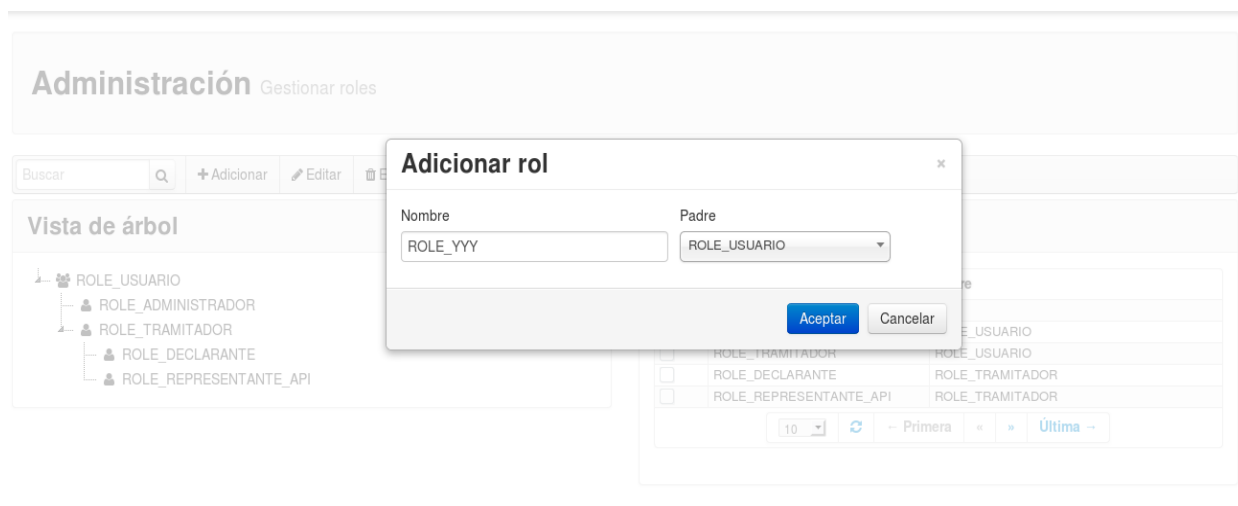 Administración Gestionar roles
Buscar Adicionar Editar
Adicionar rol ×
Nombre Padre
ROLE_YYY ROLE_USUARIO
Aceptar Cancelar
Vista de árbol
ROLE_USUARIO
ROLE_ADMINISTRADOR
ROLE_TRAMITADOR
ROLE_DECLARANTE
ROLE_REPRESENTANTE_API
ROLE_USUARIO
ROLE_TRAMITADOR ROLE_USUARIO
ROLE_DECLARANTE ROLE_TRAMITADOR
ROLE_REPRESENTANTE_API ROLE_TRAMITADOR
10 ← Primera « » Última →